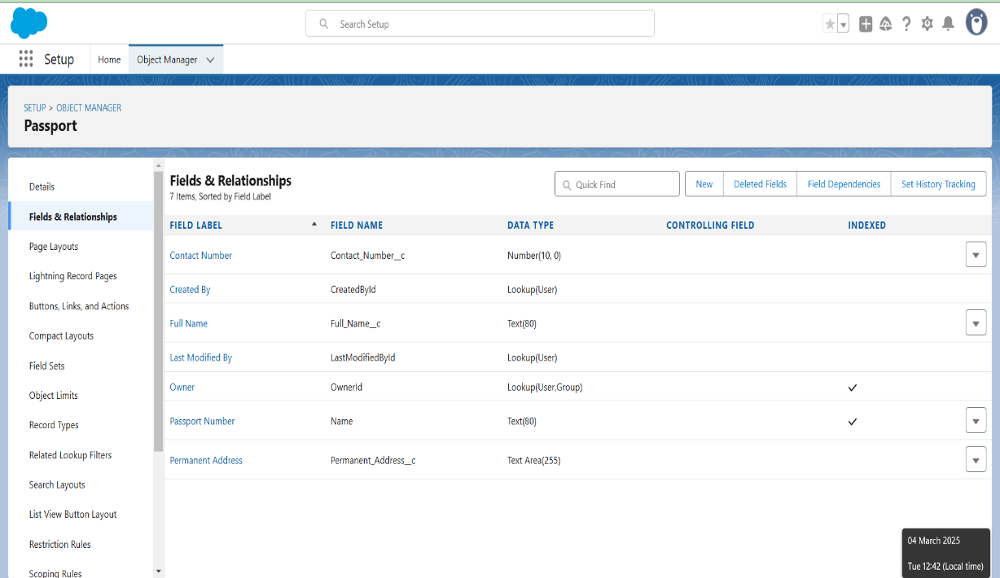 Search Setup
Setup
Home
Object Manager
SETUP > OBJECT MANAGER
Passport
Details
Fields & Relationships
Page Layouts
Lightning Record Pages
Buttons, Links, and Actions
Compact Layouts
Field Sets
Object Limits
Record Types
Related Lookup Filters
Search Layouts
List View Button Layout
Restriction Rules
Scoping Rules
Fields & Relationships
7 Items, Sorted by Field Label
Quick Find
New
Deleted Fields
Field Dependencies
Set History Tracking
FIELD LABEL FIELD NAME DATA TYPE CONTROLLING FIELD INDEXED
Contact Number Contact_Number__c Number(10, 0)
Created By CreatedById Lookup(User)
Full Name Full_Name__c Text(80)
Last Modified By LastModifiedById Lookup(User)
Owner OwnerId Lookup(User,Group)
Passport Number Name Text(80)
Permanent Address Permanent_Address__c Text Area(255)
04 March 2025
Tue 12:42 (Local time)